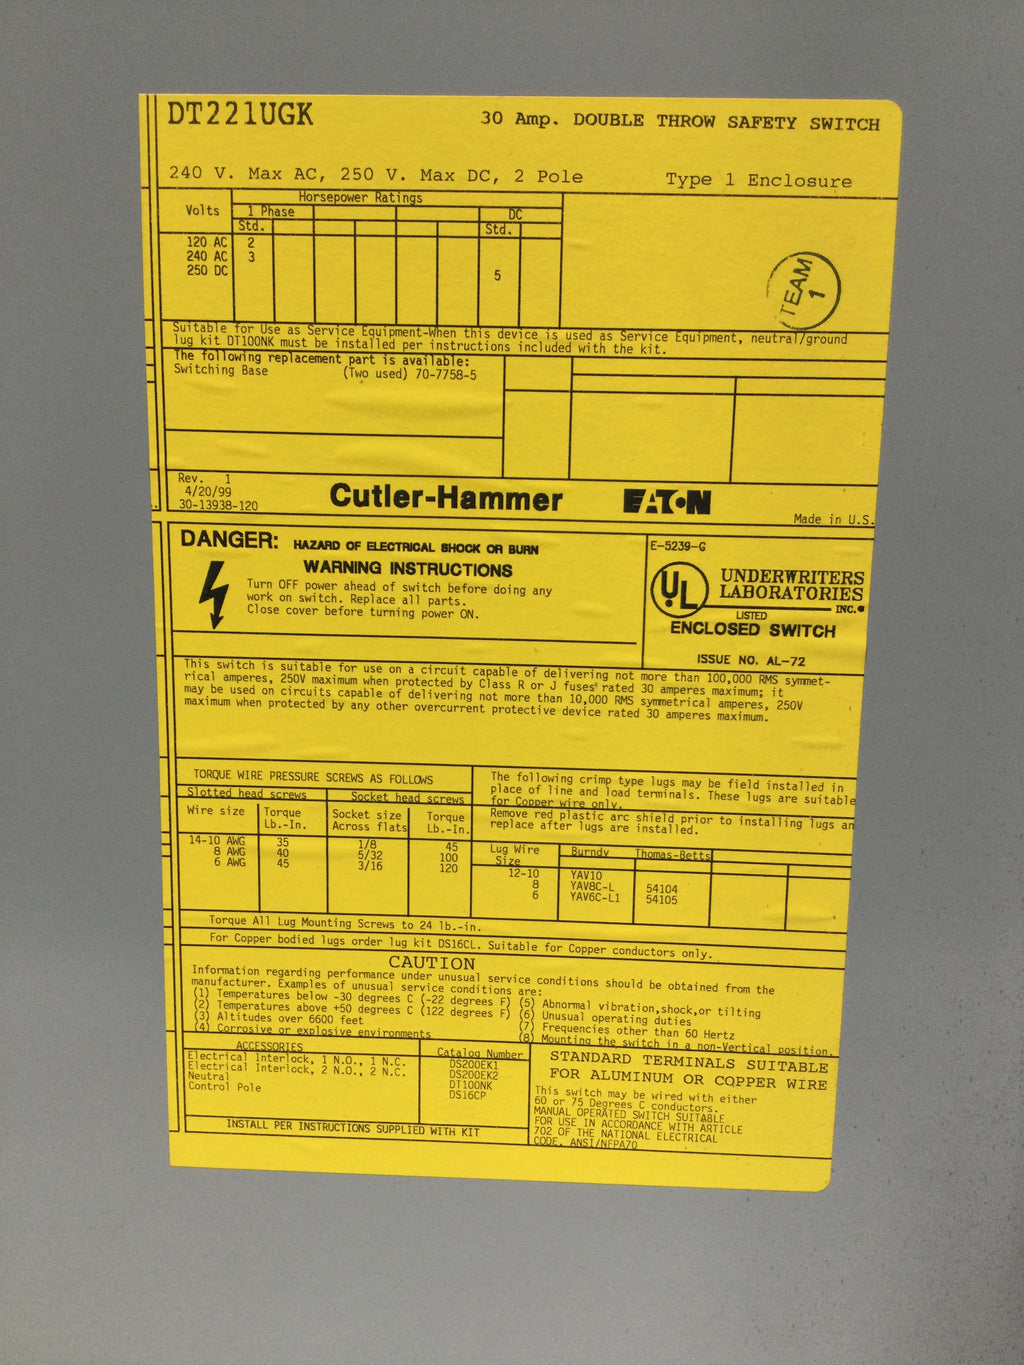 DT221UGK
30 Amp. DOUBLE THROW SAFETY SWITCH
240 V. Max AC, 250 V. Max DC, 2 Pole
Type 1 Enclosure
Volts
Horsepower Ratings
1 Phase
DC
Std.
Std.
120 AC 2
240 AC 3
250 DC 5
TEAM
1
Suitable for Use as Service Equipment-When this device is used as Service Equipment, neutral/ground
lug kit DT100NK must be installed per instructions included with the kit.
The following replacement part is available:
Switching Base (Two used) 70-7758-5
Rev. 1
4/20/99
30-13938-120
Cutler-Hammer
EATON
Made in U.S.
DANGER: HAZARD OF ELECTRICAL SHOCK OR BURN
WARNING INSTRUCTIONS
Turn OFF power ahead of switch before doing any
work on switch. Replace all parts.
Close cover before turning power ON.
E-5239-G
UL
UNDERWRITERS
LABORATORIES
INC.
LISTED
ENCLOSED SWITCH
ISSUE NO. AL-72
This switch is suitable for use on a circuit capable of delivering not more than 100,000 RMS symmet-
rical amperes, 250V maximum when protected by Class R or J fuses rated 30 amperes maximum; it
may be used on circuits capable of delivering not more than 10,000 RMS symmetrical amperes, 250V
maximum when protected by any other overcurrent protective device rated 30 amperes maximum.
TORQUE WIRE PRESSURE SCREWS AS FOLLOWS
Slotted head screws
Socket head screws
Wire size
Torque
Lb.-In.
Socket size
Across flats
Torque
Lb.-In.
14-10 AWG 35 1/8 45
8 AWG 40 5/32 100
6 AWG 45 3/16 120
The following crimp type lugs may be field installed in
place of line and load terminals. These lugs are suitable
for Copper wire only.
Remove red plastic arc shield prior to installing lugs an
replace after lugs are installed.
Lug Wire
Size
Burndy
Thomas-Betts
12-10 YAV10
8 YAV8C-L 54104
6 YAV6C-L1 54105
Torque All Lug Mounting Screws to 24 lb.-in.
For Copper bodied lugs order lug kit DS16CL. Suitable for Copper conductors only.
CAUTION
Information regarding performance under unusual service conditions should be obtained from the
manufacturer. Examples of unusual service conditions are:
(1) Temperatures below -30 degrees C (-22 degrees F)
(2) Temperatures above +50 degrees C (122 degrees F)
(3) Altitudes over 6600 feet
(4) Corrosive or explosive environments
(5) Abnormal vibration,shock,or tilting
(6) Unusual operating duties
(7) Frequencies other than 60 Hertz
(8) Mounting the switch in a non-Vertical position.
ACCESSORIES
Catalog Number
Electrical Interlock, 1 N.O., 1 N.C. DS200EK1
Electrical Interlock, 2 N.O., 2 N.C. DS200EK2
Neutral DT100NK
Control Pole DS16CP
INSTALL PER INSTRUCTIONS SUPPLIED WITH KIT
STANDARD TERMINALS SUITABLE
FOR ALUMINUM OR COPPER WIRE
This switch may be wired with either
60 or 75 Degrees C conductors.
MANUAL OPERATED SWITCH SUITABLE
FOR USE IN ACCORDANCE WITH ARTICLE
702 OF THE NATIONAL ELECTRICAL
CODE. ANSI/NFPA70